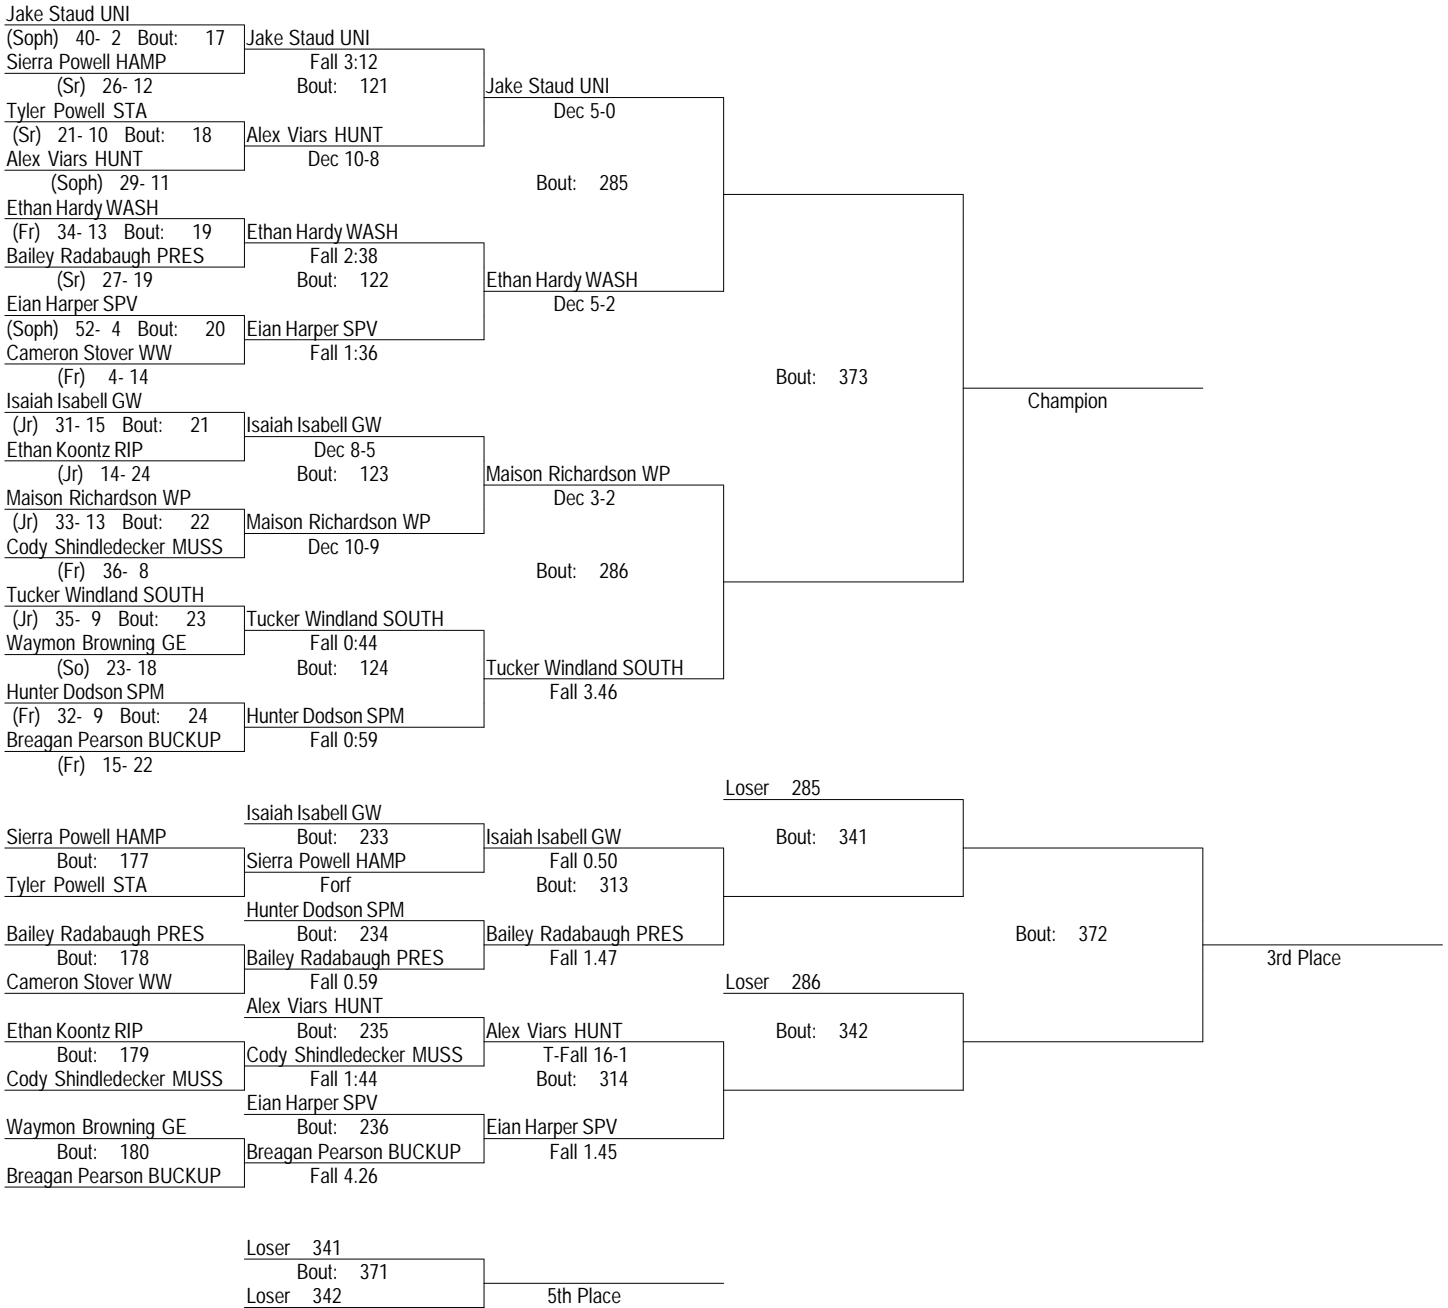 Jake Staud UNI
(Soph) 40- 2 Bout: 17 Jake Staud UNI
Sierra Powell HAMP Fall 3:12
(Sr) 26- 12 Bout: 121 Jake Staud UNI
Tyler Powell STA Dec 5-0
(Sr) 21- 10 Bout: 18 Alex Viars HUNT
Alex Viars HUNT Dec 10-8
(Soph) 29- 11 Bout: 285
Ethan Hardy WASH
(Fr) 34- 13 Bout: 19 Ethan Hardy WASH
Bailey Radabaugh PRES Fall 2:38
(Sr) 27- 19 Bout: 122 Ethan Hardy WASH
Eian Harper SPV Dec 5-2
(Soph) 52- 4 Bout: 20 Eian Harper SPV
Cameron Stover WW Fall 1:36
(Fr) 4- 14 Bout: 373
Isaiah Isabell GW Champion
(Jr) 31- 15 Bout: 21 Isaiah Isabell GW
Ethan Koontz RIP Dec 8-5
(Jr) 14- 24 Bout: 123 Maison Richardson WP
Maison Richardson WP Dec 3-2
(Jr) 33- 13 Bout: 22 Maison Richardson WP
Cody Shindledecker MUSS Dec 10-9
(Fr) 36- 8 Bout: 286
Tucker Windland SOUTH
(Jr) 35- 9 Bout: 23 Tucker Windland SOUTH
Waymon Browning GE Fall 0:44
(So) 23- 18 Bout: 124 Tucker Windland SOUTH
Hunter Dodson SPM Fall 3.46
(Fr) 32- 9 Bout: 24 Hunter Dodson SPM
Breagan Pearson BUCKUP Fall 0:59
(Fr) 15- 22
Loser 285
Isaiah Isabell GW
Sierra Powell HAMP Bout: 233 Isaiah Isabell GW Bout: 341
Bout: 177 Sierra Powell HAMP Fall 0.50
Tyler Powell STA Forf Bout: 313
Hunter Dodson SPM
Bailey Radabaugh PRES Bout: 234 Bailey Radabaugh PRES Bout: 372
Bout: 178 Bailey Radabaugh PRES Fall 1.47 3rd Place
Cameron Stover WW Fall 0.59 Loser 286
Alex Viars HUNT
Ethan Koontz RIP Bout: 235 Alex Viars HUNT Bout: 342
Bout: 179 Cody Shindledecker MUSS T-Fall 16-1
Cody Shindledecker MUSS Fall 1:44 Bout: 314
Eian Harper SPV
Waymon Browning GE Bout: 236 Eian Harper SPV
Bout: 180 Breagan Pearson BUCKUP Fall 1.45
Breagan Pearson BUCKUP Fall 4.26
Loser 341
Bout: 371
Loser 342 5th Place